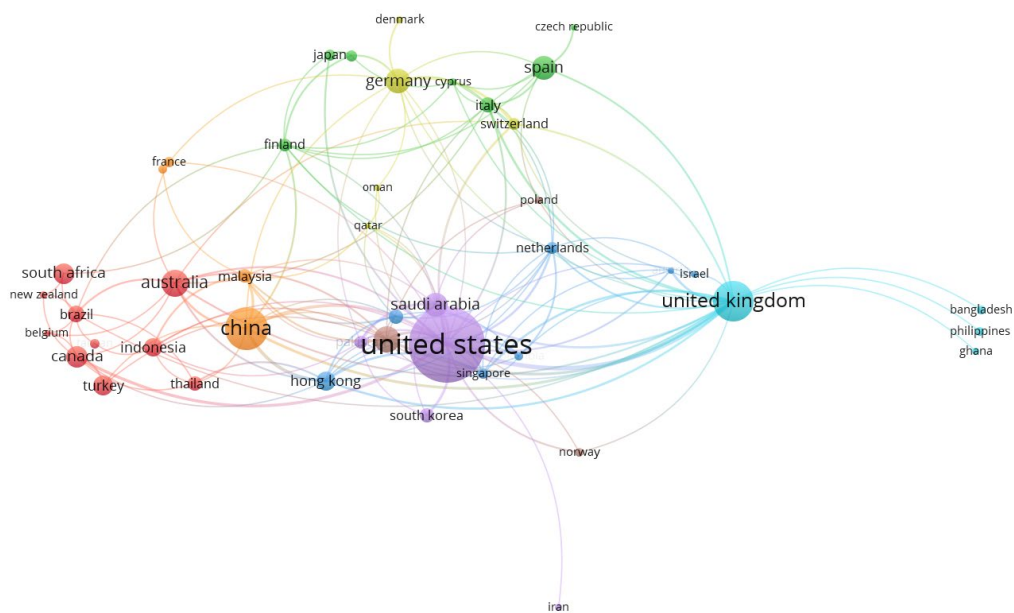 denmark
czech republic
japan
spain
germany
cyprus
italy
switzerland
finland
france
oman
poland
qatar
netherlands
south africa
malaysia
israel
australia
new zealand
saudi arabia
united kingdom
brazil
bangladesh
china
belgium
philippines
united states
indonesia
ghana
canada
singapore
hong kong
turkey
thailand
south korea
norway
iran